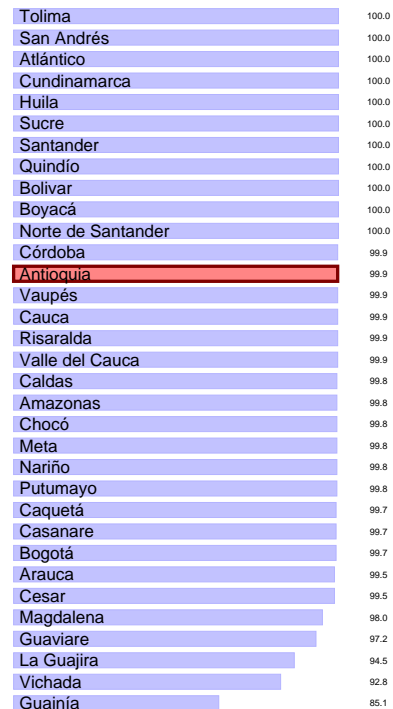 Tolima 100.0
San Andrés 100.0
Atlántico 100.0
Cundinamarca 100.0
Huila 100.0
Sucre 100.0
Santander 100.0
Quindío 100.0
Bolivar 100.0
Boyacá 100.0
Norte de Santander 100.0
Córdoba 99.9
Antioquia 99.9
Vaupés 99.9
Cauca 99.9
Risaralda 99.9
Valle del Cauca 99.9
Caldas 99.8
Amazonas 99.8
Chocó 99.8
Meta 99.8
Nariño 99.8
Putumayo 99.8
Caquetá 99.7
Casanare 99.7
Bogotá 99.7
Arauca 99.5
Cesar 99.5
Magdalena 98.0
Guaviare 97.2
La Guajira 94.5
Vichada 92.8
Guainía 85.1